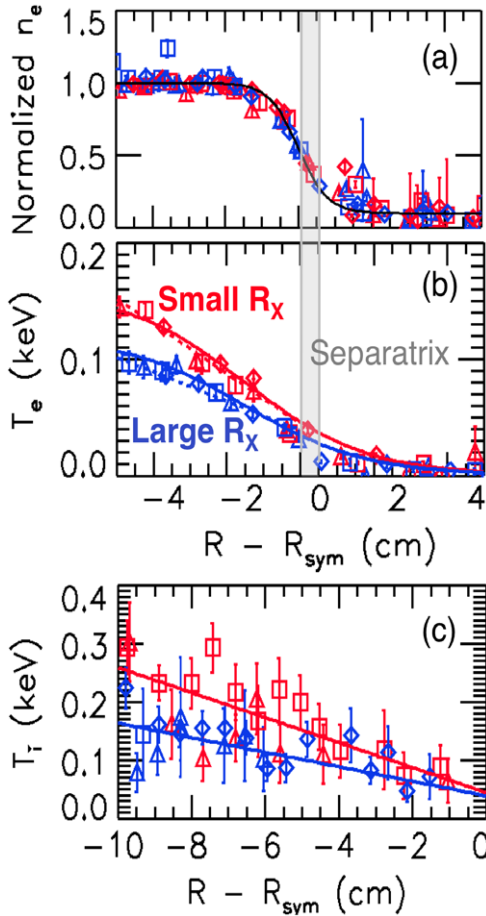 1.5
1.0
0.5
0.0
Normalized n_e
(a)
0.2
0.1
0.0
T_e (keV)
(b)
Small R_X
Separatrix
Large R_X
−4 −2 0 2 4
R − R_sym (cm)
0.4
0.3
0.2
0.1
0.0
T_i (keV)
(c)
−10 −8 −6 −4 −2 0
R − R_sym (cm)